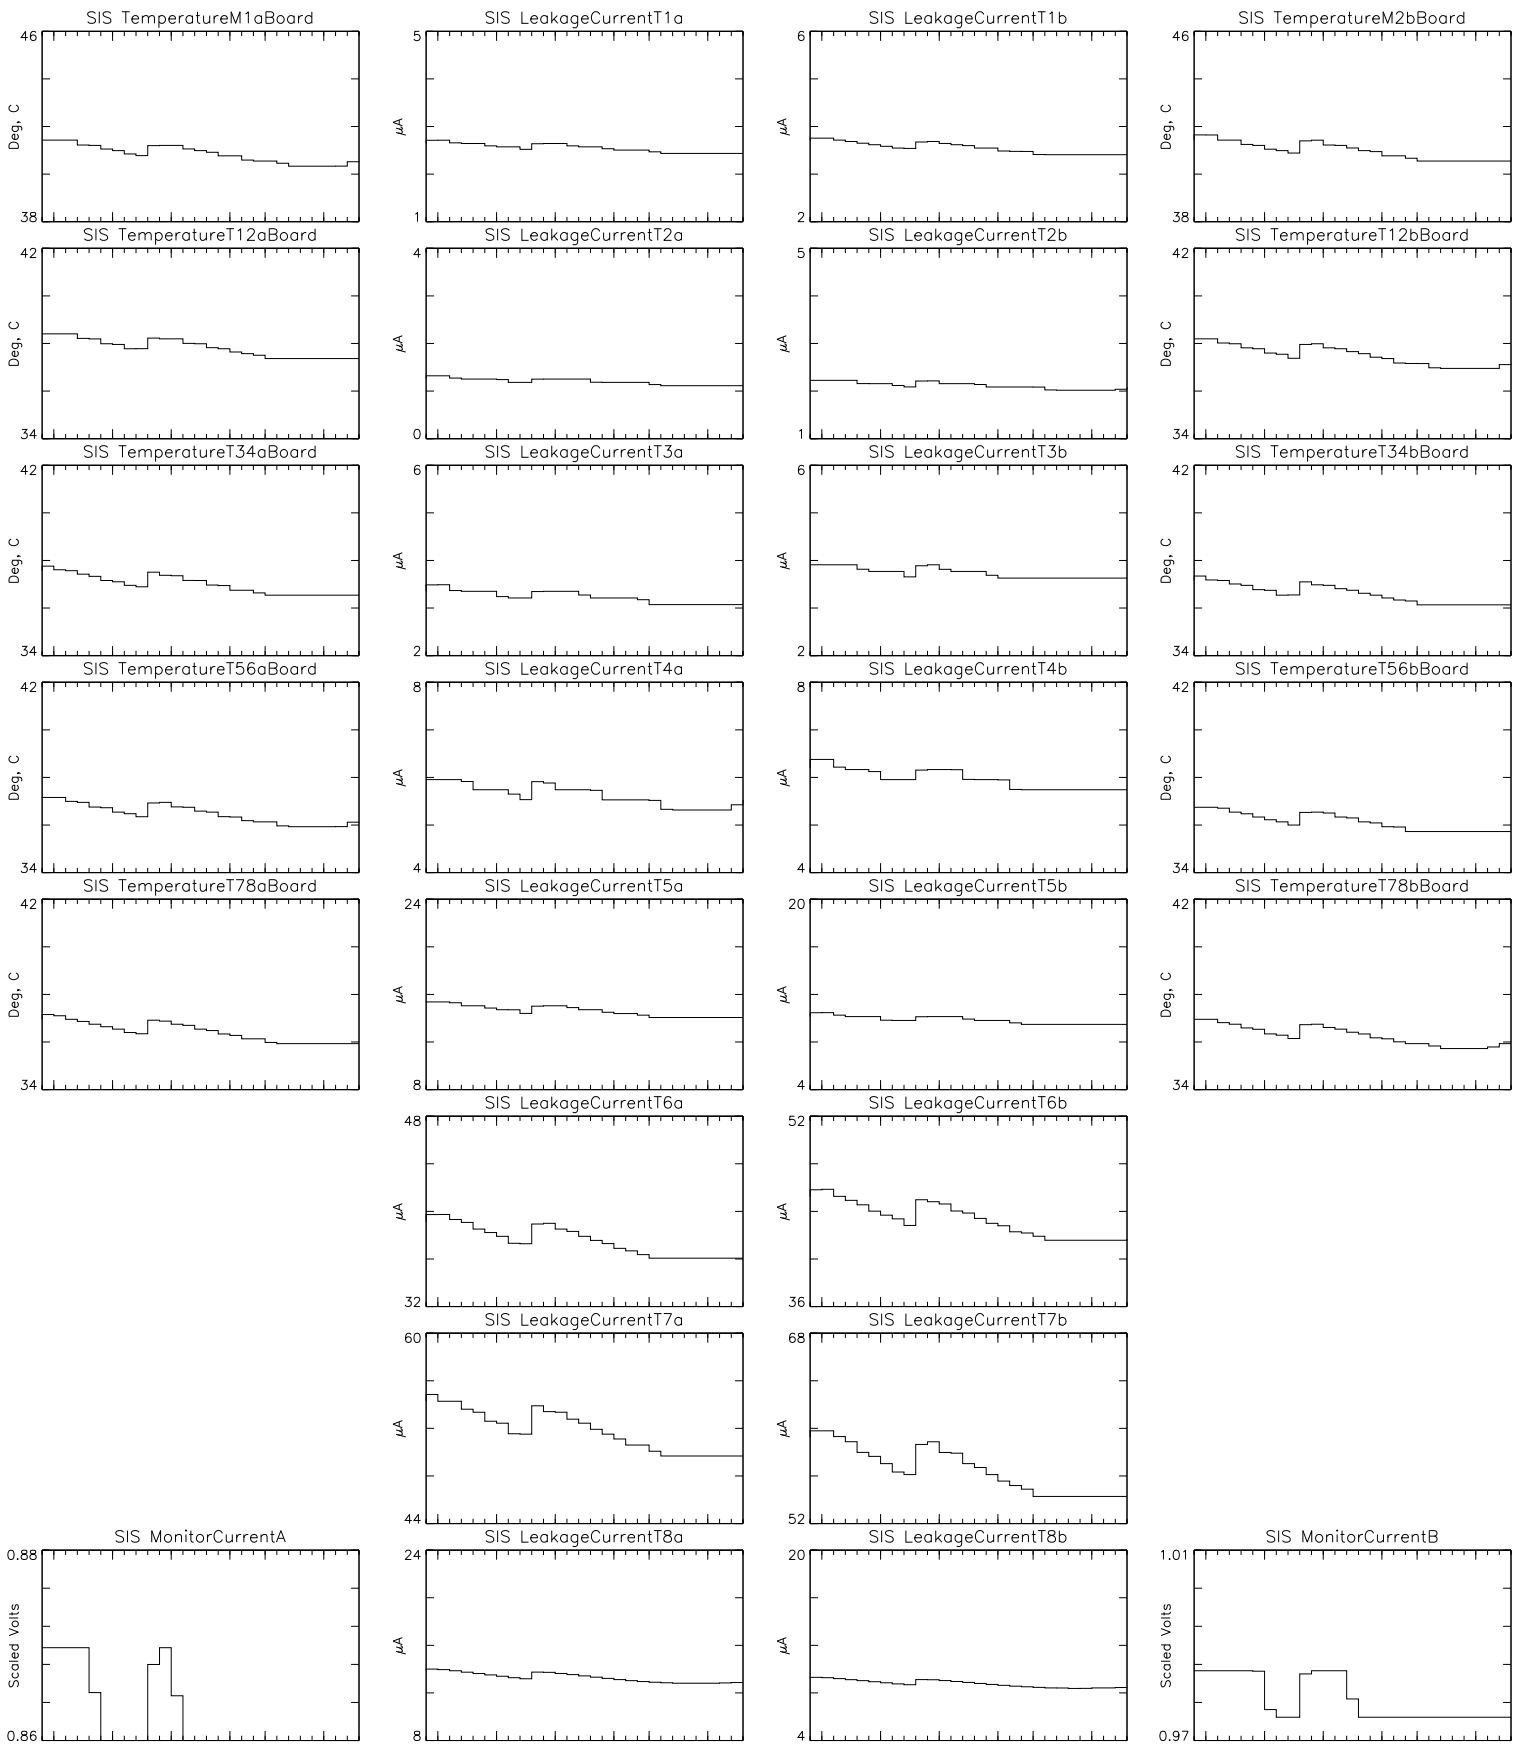 SIS TemperatureM1aBoard
46
Deg, C
38
SIS LeakageCurrentT1a
5
μA
1
SIS LeakageCurrentT1b
6
μA
2
SIS TemperatureM2bBoard
46
Deg, C
38
SIS TemperatureT12aBoard
42
Deg, C
34
SIS LeakageCurrentT2a
4
μA
0
SIS LeakageCurrentT2b
5
μA
1
SIS TemperatureT12bBoard
42
Deg, C
34
SIS TemperatureT34aBoard
42
Deg, C
34
SIS LeakageCurrentT3a
6
μA
2
SIS LeakageCurrentT3b
6
μA
2
SIS TemperatureT34bBoard
42
Deg, C
34
SIS TemperatureT56aBoard
42
Deg, C
34
SIS LeakageCurrentT4a
8
μA
4
SIS LeakageCurrentT4b
8
μA
4
SIS TemperatureT56bBoard
42
Deg, C
34
SIS TemperatureT78aBoard
42
Deg, C
34
SIS LeakageCurrentT5a
24
μA
8
SIS LeakageCurrentT5b
20
μA
4
SIS TemperatureT78bBoard
42
Deg, C
34
SIS LeakageCurrentT6a
48
μA
32
SIS LeakageCurrentT6b
52
μA
36
SIS LeakageCurrentT7a
60
μA
44
SIS LeakageCurrentT7b
68
μA
52
SIS MonitorCurrentA
0.88
Scaled Volts
0.86
SIS LeakageCurrentT8a
24
μA
8
SIS LeakageCurrentT8b
20
μA
4
SIS MonitorCurrentB
1.01
Scaled Volts
0.97